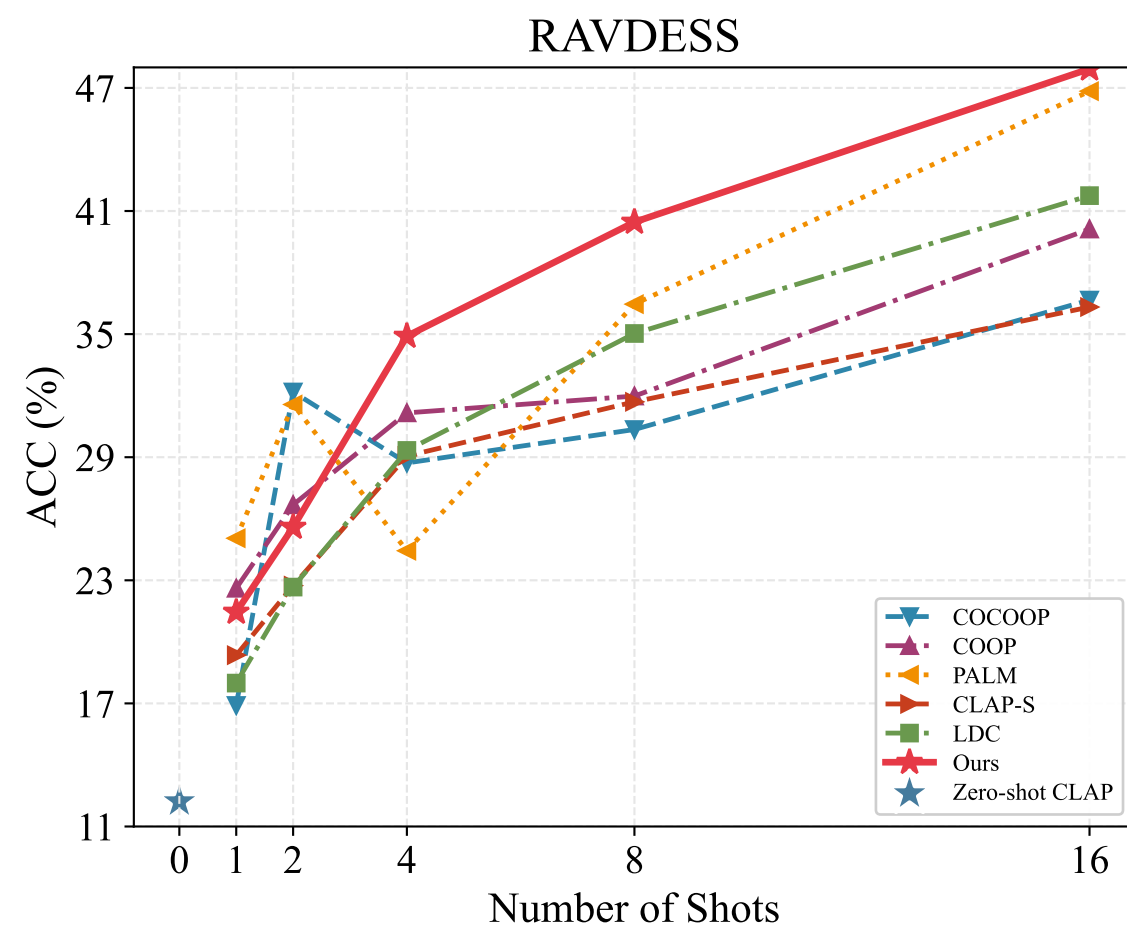 RAVDESS
47
41
35
29
23
17
11
ACC (%)
0 1 2 4 8 16
Number of Shots
COCOOP
COOP
PALM
CLAP-S
LDC
Ours
Zero-shot CLAP